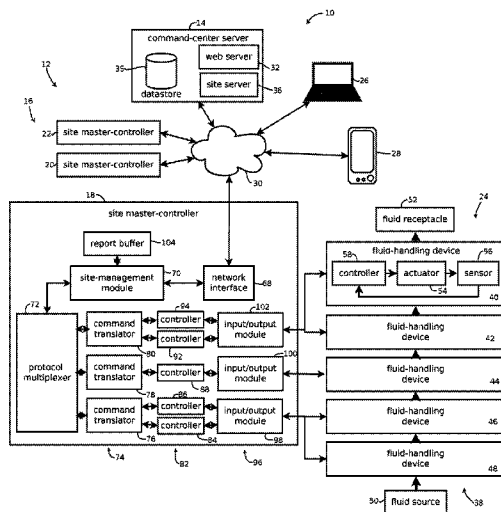 14
10
command-center server
web server
32
35
12
datastore
site server
36
26
16
22
site master-controller
20
site master-controller
30
28
18
site master-controller
24
52
fluid receptacle
report buffer
104
fluid-handling device
58
56
controller
actuator
sensor
54
40
site-management module
70
network interface
68
72
94
102
protocol multiplexer
command translator
80
controller
controller
92
input/output module
fluid-handling device
42
100
command translator
78
controller
88
input/output module
fluid-handling device
44
86
command translator
76
controller
controller
84
input/output module
98
fluid-handling device
46
fluid-handling device
48
74
82
96
50
fluid source
38